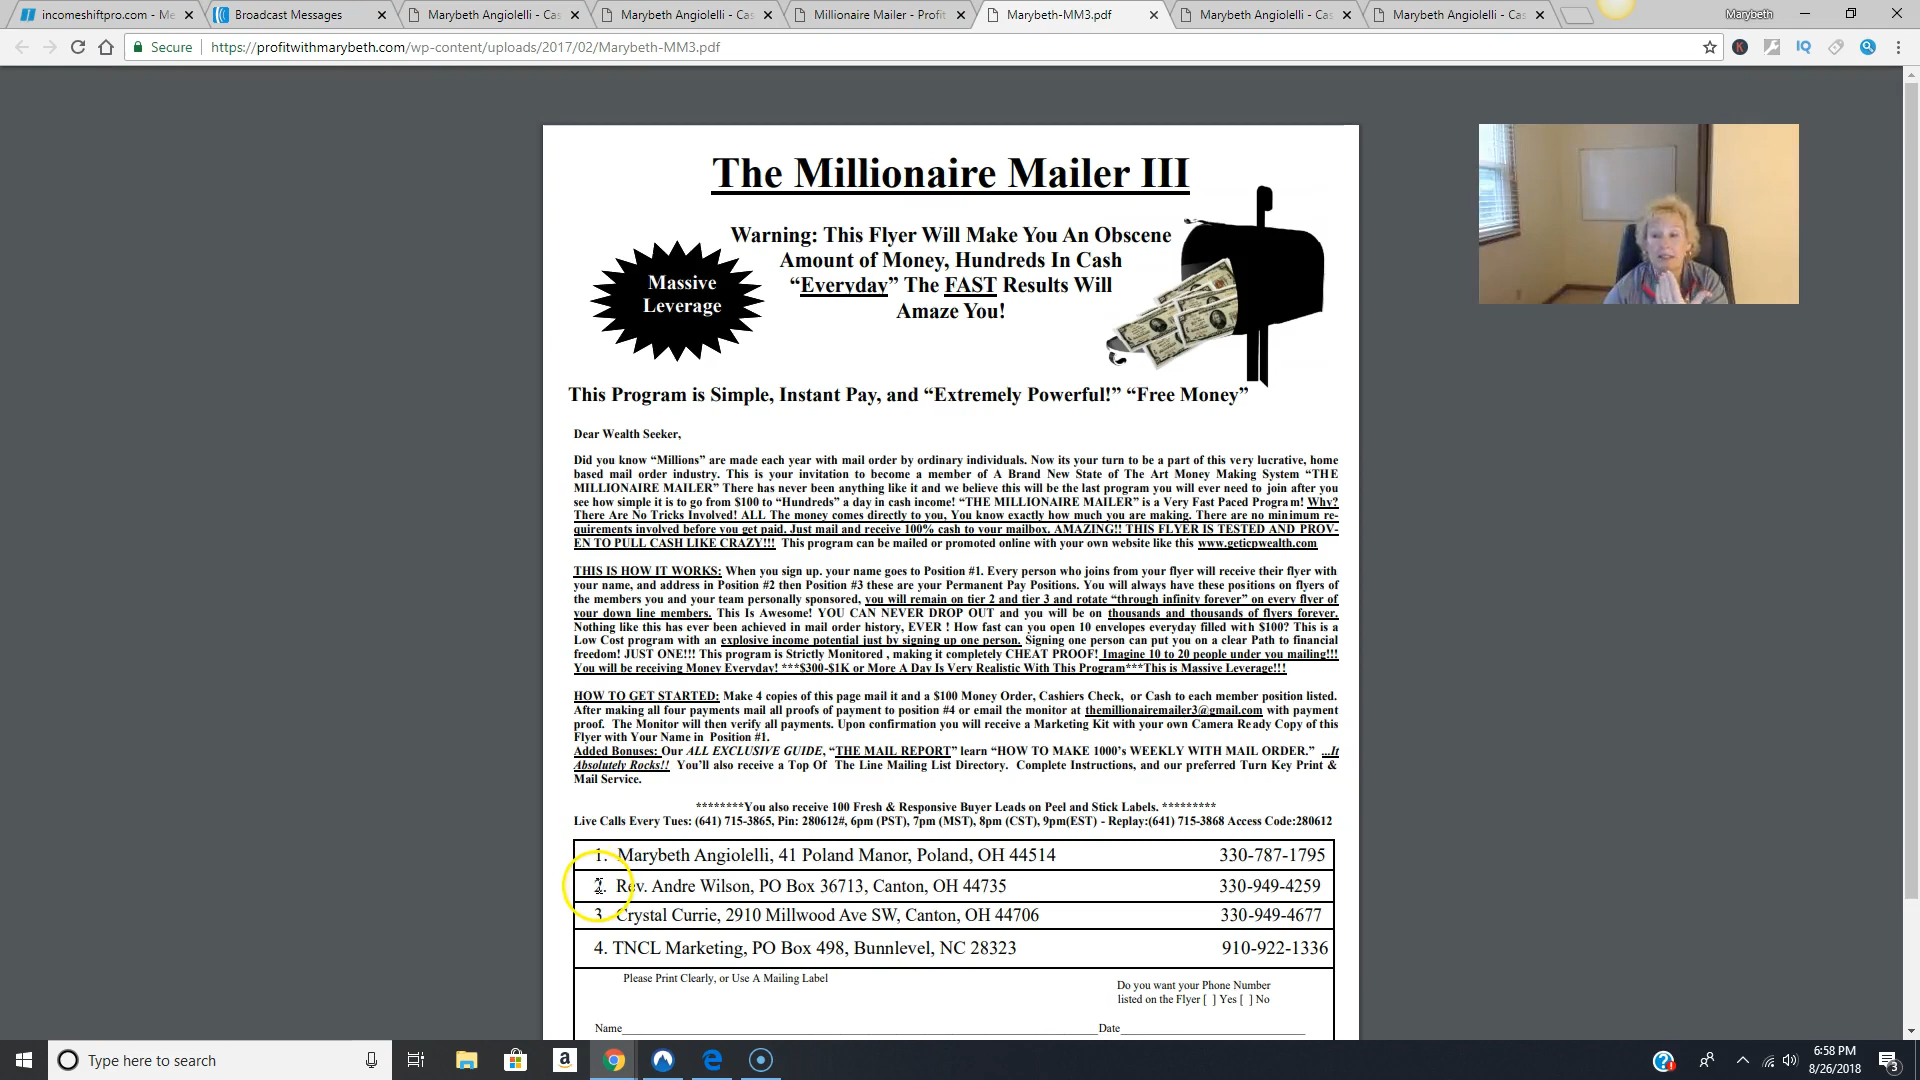 incomeshiftpro.com - Me
Broadcast Messages
Marybeth Angiolelli - Cas
Marybeth Angiolelli - Cas
Millionaire Mailer - Profit
Marybeth-MM3.pdf
Marybeth Angiolelli - Cas
Marybeth Angiolelli - Cas
Marybeth
Secure
https://profitwithmarybeth.com/wp-content/uploads/2017/02/Marybeth-MM3.pdf
K
IQ
The Millionaire Mailer III
Warning: This Flyer Will Make You An Obscene
Amount of Money, Hundreds In Cash
“Everyday” The FAST Results Will
Amaze You!
Massive
Leverage
This Program is Simple, Instant Pay, and “Extremely Powerful!” “Free Money”
Dear Wealth Seeker,
Did you know “Millions” are made each year with mail order by ordinary individuals. Now its your turn to be a part of this very lucrative, home
based mail order industry. This is your invitation to become a member of A Brand New State of The Art Money Making System “THE
MILLIONAIRE MAILER” There has never been anything like it and we believe this will be the last program you will ever need to join after you
see how simple it is to go from $100 to “Hundreds” a day in cash income! “THE MILLIONAIRE MAILER” is a Very Fast Paced Program! Why?
There Are No Tricks Involved! ALL The money comes directly to you, You know exactly how much you are making. There are no minimum re-
quirements involved before you get paid. Just mail and receive 100% cash to your mailbox. AMAZING!! THIS FLYER IS TESTED AND PROV-
EN TO PULL CASH LIKE CRAZY!!! This program can be mailed or promoted online with your own website like this www.geticpwealth.com
THIS IS HOW IT WORKS: When you sign up. your name goes to Position #1. Every person who joins from your flyer will receive their flyer with
your name, and address in Position #2 then Position #3 these are your Permanent Pay Positions. You will always have these positions on flyers of
the members you and your team personally sponsored, you will remain on tier 2 and tier 3 and rotate “through infinity forever” on every flyer of
your down line members. This Is Awesome! YOU CAN NEVER DROP OUT and you will be on thousands and thousands of flyers forever.
Nothing like this has ever been achieved in mail order history, EVER ! How fast can you open 10 envelopes everyday filled with $100? This is a
Low Cost program with an explosive income potential just by signing up one person. Signing one person can put you on a clear Path to financial
freedom! JUST ONE!!! This program is Strictly Monitored , making it completely CHEAT PROOF! Imagine 10 to 20 people under you mailing!!!
You will be receiving Money Everyday! ***$300-$1K or More A Day Is Very Realistic With This Program***This is Massive Leverage!!!
HOW TO GET STARTED: Make 4 copies of this page mail it and a $100 Money Order, Cashiers Check, or Cash to each member position listed.
After making all four payments mail all proofs of payment to position #4 or email the monitor at themillionairemailer3@gmail.com with payment
proof. The Monitor will then verify all payments. Upon confirmation you will receive a Marketing Kit with your own Camera Ready Copy of this
Flyer with Your Name in Position #1.
Added Bonuses: Our ALL EXCLUSIVE GUIDE, “THE MAIL REPORT” learn “HOW TO MAKE 1000’s WEEKLY WITH MAIL ORDER.” ...It
Absolutely Rocks!! You’ll also receive a Top Of The Line Mailing List Directory. Complete Instructions, and our preferred Turn Key Print &
Mail Service.
********You also receive 100 Fresh & Responsive Buyer Leads on Peel and Stick Labels. *********
Live Calls Every Tues: (641) 715-3865, Pin: 280612#, 6pm (PST), 7pm (MST), 8pm (CST), 9pm(EST) - Replay:(641) 715-3868 Access Code:280612
1. Marybeth Angiolelli, 41 Poland Manor, Poland, OH 44514 330-787-1795
2. Rev. Andre Wilson, PO Box 36713, Canton, OH 44735 330-949-4259
3. Crystal Currie, 2910 Millwood Ave SW, Canton, OH 44706 330-949-4677
4. TNCL Marketing, PO Box 498, Bunnlevel, NC 28323 910-922-1336
Please Print Clearly, or Use A Mailing Label
Do you want your Phone Number
listed on the Flyer [ ] Yes [ ] No
Name Date
Type here to search
6:58 PM
8/26/2018
3